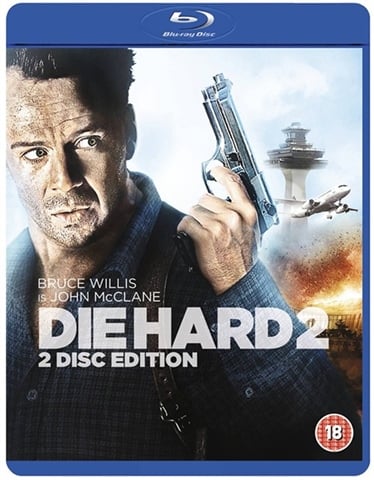 Blu-ray Disc
BRUCE WILLIS
IS JOHN McCLANE
DIE HARD 2
2 DISC EDITION
18